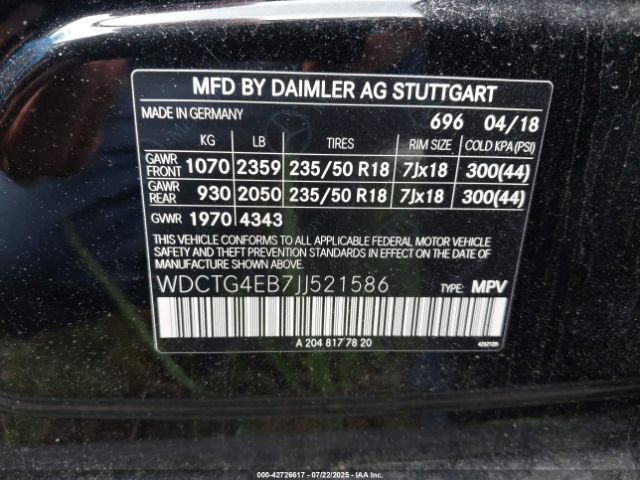 MFD BY DAIMLER AG STUTTGART
MADE IN GERMANY 696 04/18
KG LB TIRES RIM SIZE COLD KPA(PSI)
GAWR FRONT 1070 2359 235/50 R18 7Jx18 300(44)
GAWR REAR 930 2050 235/50 R18 7Jx18 300(44)
GVWR 1970 4343
THIS VEHICLE CONFORMS TO ALL APPLICABLE FEDERAL MOTOR VEHICLE
SAFETY AND THEFT PREVENTION STANDARDS IN EFFECT ON THE DATE OF
MANUFACTURE SHOWN ABOVE.
WDCTG4EB7JJ521586 TYPE: MPV
A 204 817 78 20
000-42726617 - 07/22/2025 - IAAI.com